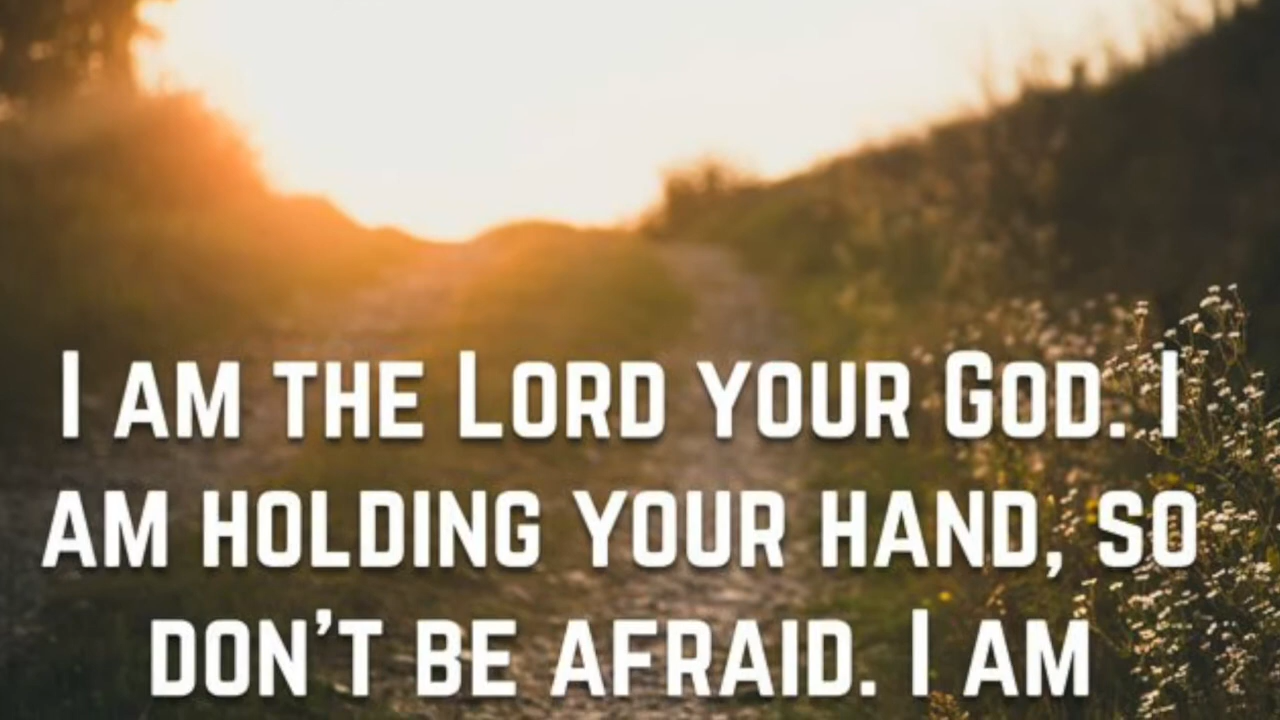 I AM THE LORD YOUR GOD. I
AM HOLDING YOUR HAND, SO
DON'T BE AFRAID. I AM